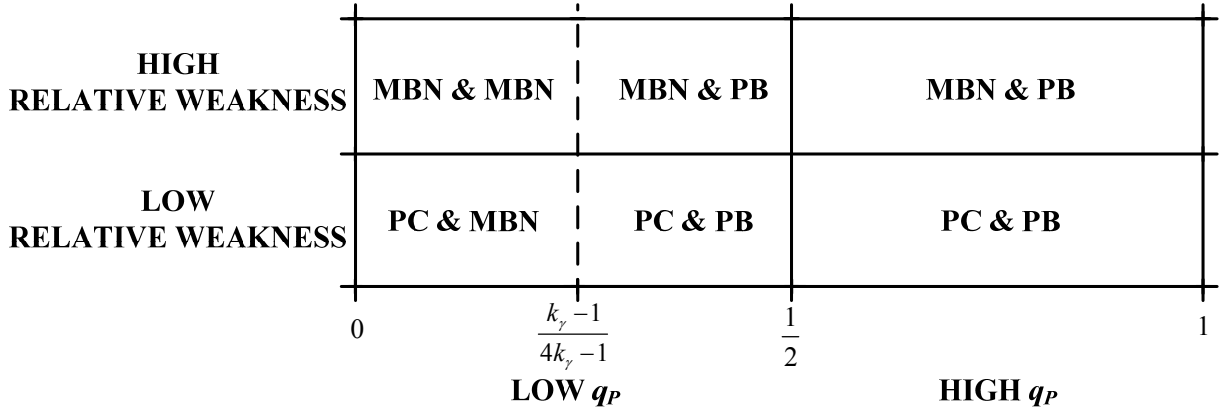 HIGH
RELATIVE WEAKNESS
MBN & MBN
MBN & PB
MBN & PB
LOW
RELATIVE WEAKNESS
PC & MBN
PC & PB
PC & PB
0
k_γ −1
4k_γ −1
1
2
1
LOW q_P
HIGH q_P